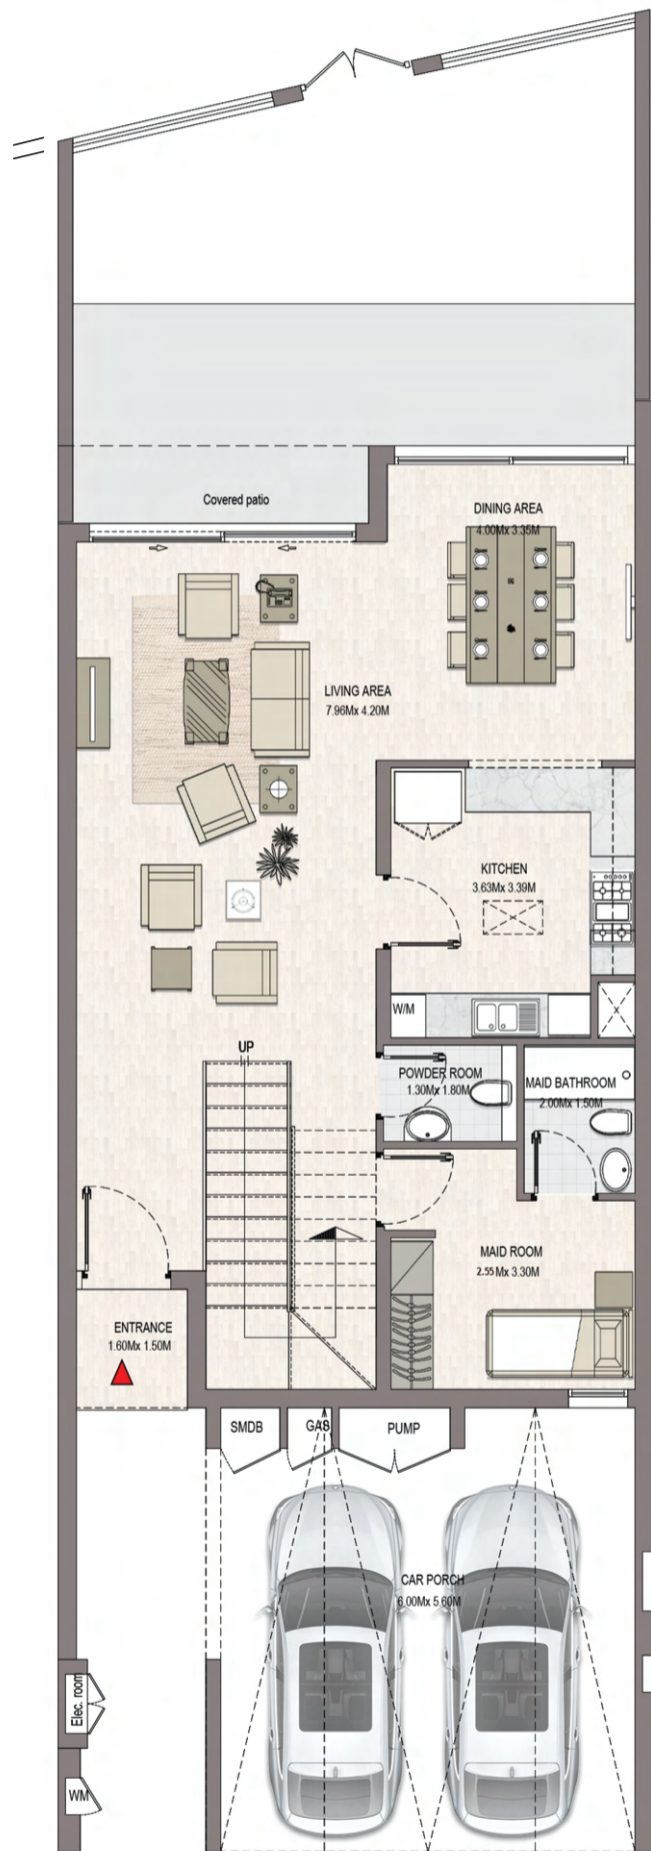 Covered patio
DINING AREA
4.00Mx 3.35M
LIVING AREA
7.96Mx 4.20M
KITCHEN
3.63Mx 3.39M
W/M
UP
POWDER ROOM
1.30Mx 1.80M
MAID BATHROOM
2.00Mx 1.50M
MAID ROOM
2.55 Mx 3.30M
ENTRANCE
1.60Mx 1.50M
SMDB
GAS
PUMP
CAR PORCH
6.00Mx 5.60M
Elec. room
WM